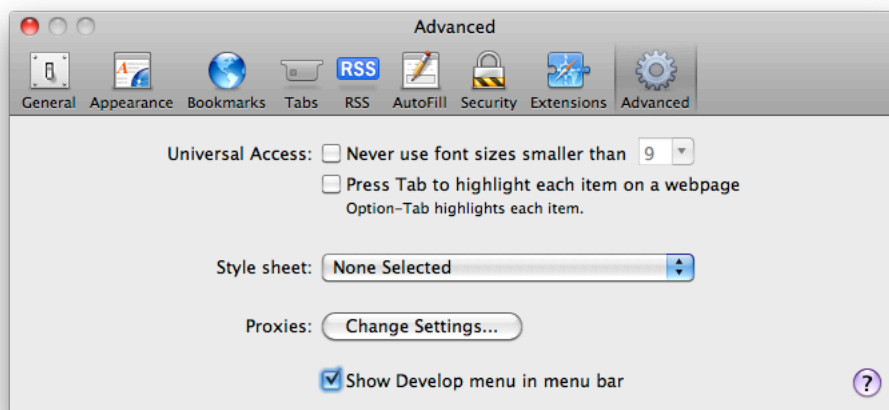 Advanced
General Appearance Bookmarks Tabs RSS RSS AutoFill Security Extensions Advanced
Universal Access: Never use font sizes smaller than 9
Press Tab to highlight each item on a webpage
Option-Tab highlights each item.
Style sheet: None Selected
Proxies: Change Settings...
Show Develop menu in menu bar ?